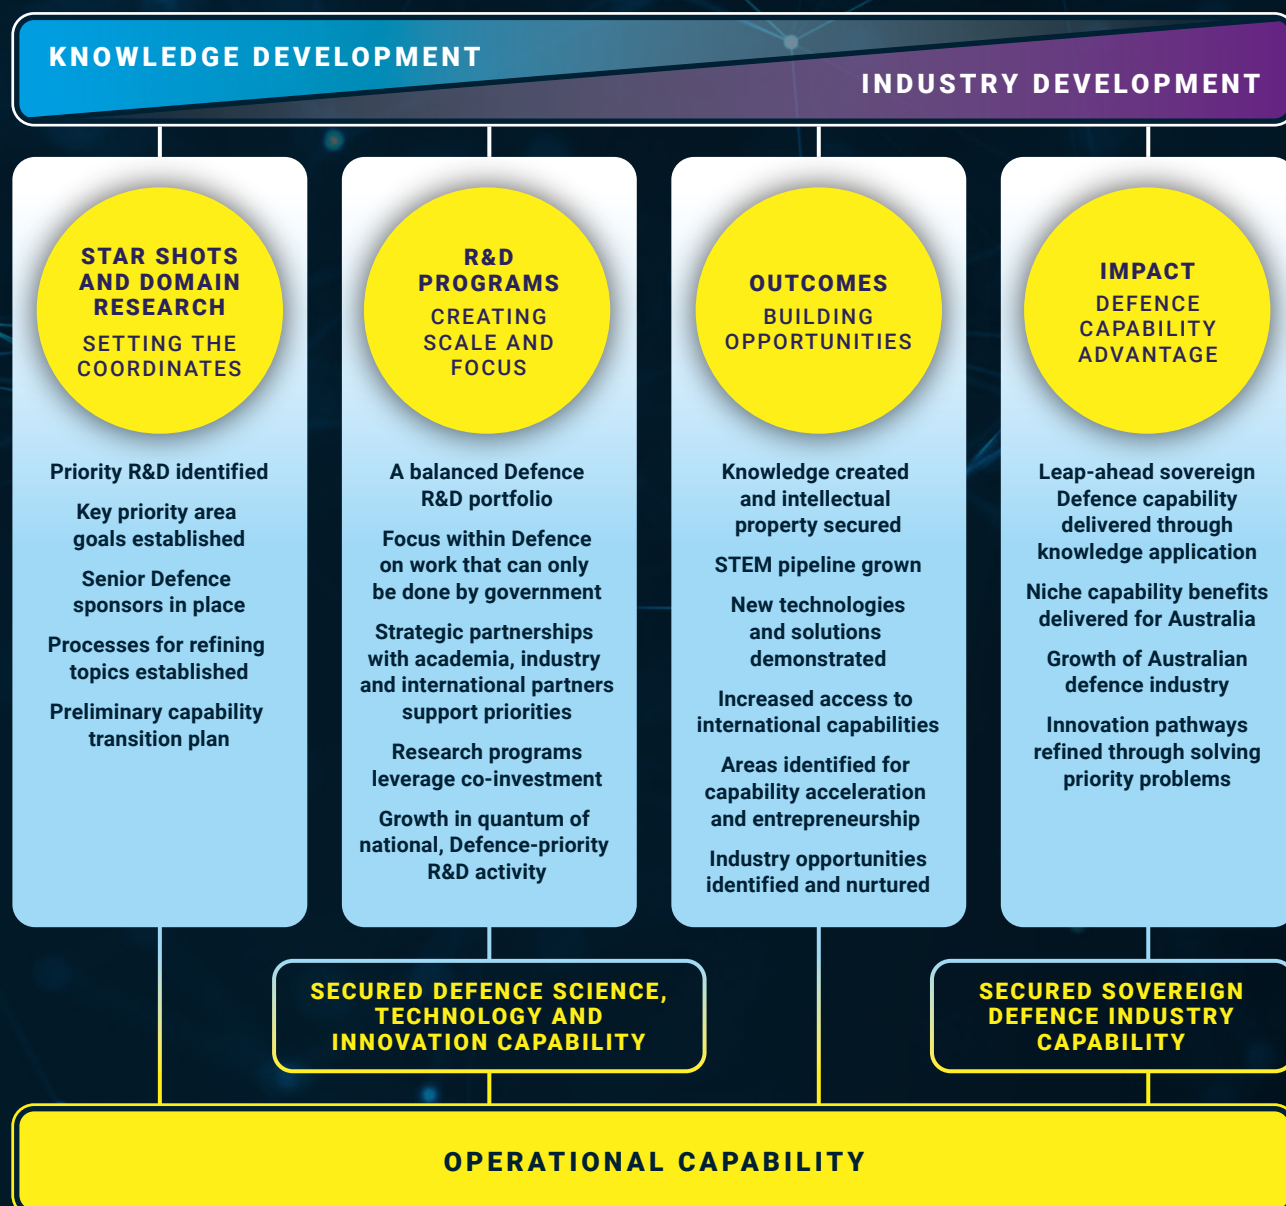 KNOWLEDGE DEVELOPMENT
INDUSTRY DEVELOPMENT
STAR SHOTS
AND DOMAIN
RESEARCH
SETTING THE
COORDINATES
Priority R&D identified
Key priority area
goals established
Senior Defence
sponsors in place
Processes for refining
topics established
Preliminary capability
transition plan
R&D
PROGRAMS
CREATING
SCALE AND
FOCUS
A balanced Defence
R&D portfolio
Focus within Defence
on work that can only
be done by government
Strategic partnerships
with academia, industry
and international partners
support priorities
Research programs
leverage co-investment
Growth in quantum of
national, Defence-priority
R&D activity
OUTCOMES
BUILDING
OPPORTUNITIES
Knowledge created
and intellectual
property secured
STEM pipeline grown
New technologies
and solutions
demonstrated
Increased access to
international capabilities
Areas identified for
capability acceleration
and entrepreneurship
Industry opportunities
identified and nurtured
IMPACT
DEFENCE
CAPABILITY
ADVANTAGE
Leap-ahead sovereign
Defence capability
delivered through
knowledge application
Niche capability benefits
delivered for Australia
Growth of Australian
defence industry
Innovation pathways
refined through solving
priority problems
SECURED DEFENCE SCIENCE,
TECHNOLOGY AND
INNOVATION CAPABILITY
SECURED SOVEREIGN
DEFENCE INDUSTRY
CAPABILITY
OPERATIONAL CAPABILITY